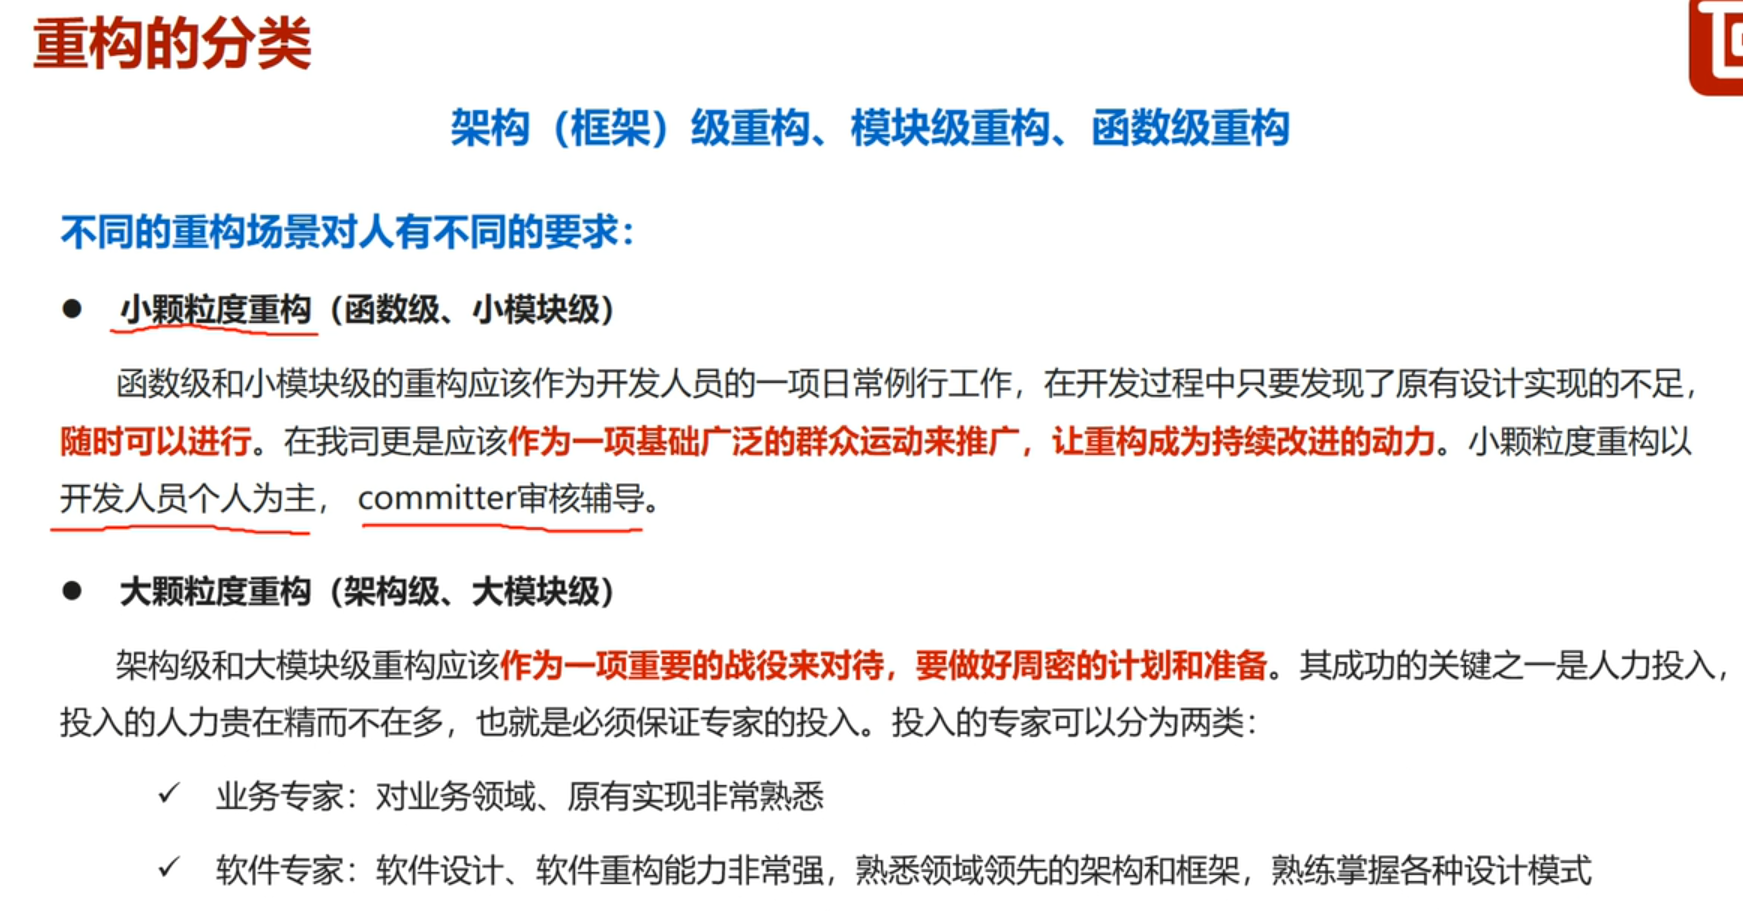 重构的分类
架构（框架）级重构、模块级重构、函数级重构
不同的重构场景对人有不同的要求：
● 小颗粒度重构（函数级、小模块级）
函数级和小模块级的重构应该作为开发人员的一项日常例行工作，在开发过程中只要发现了原有设计实现的不足，
随时可以进行。在我司更是应该作为一项基础广泛的群众运动来推广，让重构成为持续改进的动力。小颗粒度重构以
开发人员个人为主， committer审核辅导。
● 大颗粒度重构（架构级、大模块级）
架构级和大模块级重构应该作为一项重要的战役来对待，要做好周密的计划和准备。其成功的关键之一是人力投入，
投入的人力贵在精而不在多，也就是必须保证专家的投入。投入的专家可以分为两类：
✓ 业务专家：对业务领域、原有实现非常熟悉
✓ 软件专家：软件设计、软件重构能力非常强，熟悉领域领先的架构和框架，熟练掌握各种设计模式